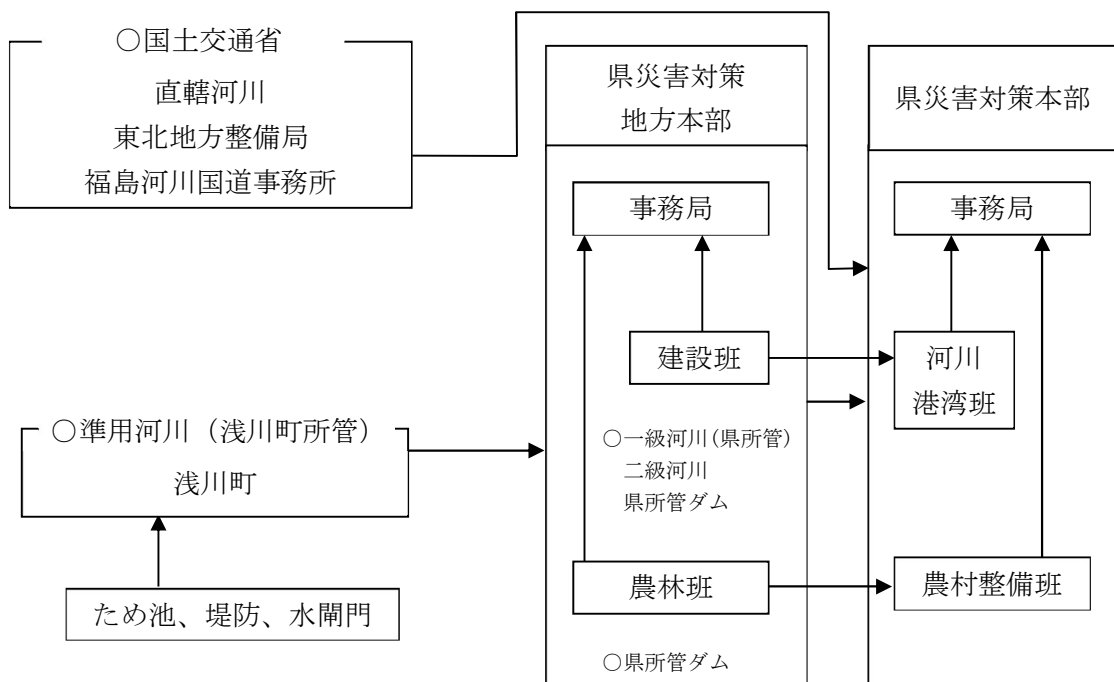 ○国土交通省
直轄河川
東北地方整備局
福島河川国道事務所
○準用河川（浅川町所管）
浅川町
ため池、堤防、水閘門
県災害対策
地方本部
事務局
建設班
○一級河川(県所管)
二級河川
県所管ダム
農林班
○県所管ダム
県災害対策本部
事務局
河川
港湾班
農村整備班